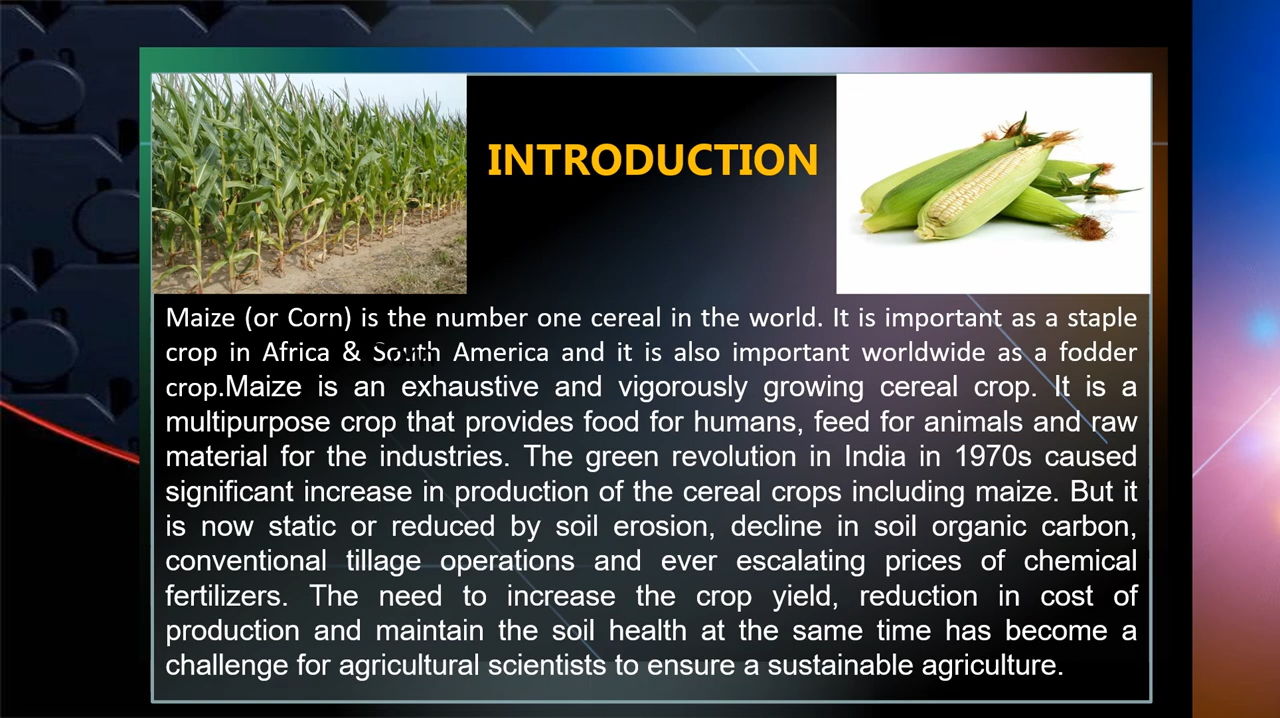 INTRODUCTION
Maize (or Corn) is the number one cereal in the world. It is important as a staple
crop in Africa & South America and it is also important worldwide as a fodder
crop.Maize is an exhaustive and vigorously growing cereal crop. It is a
multipurpose crop that provides food for humans, feed for animals and raw
material for the industries. The green revolution in India in 1970s caused
significant increase in production of the cereal crops including maize. But it
is now static or reduced by soil erosion, decline in soil organic carbon,
conventional tillage operations and ever escalating prices of chemical
fertilizers. The need to increase the crop yield, reduction in cost of
production and maintain the soil health at the same time has become a
challenge for agricultural scientists to ensure a sustainable agriculture.